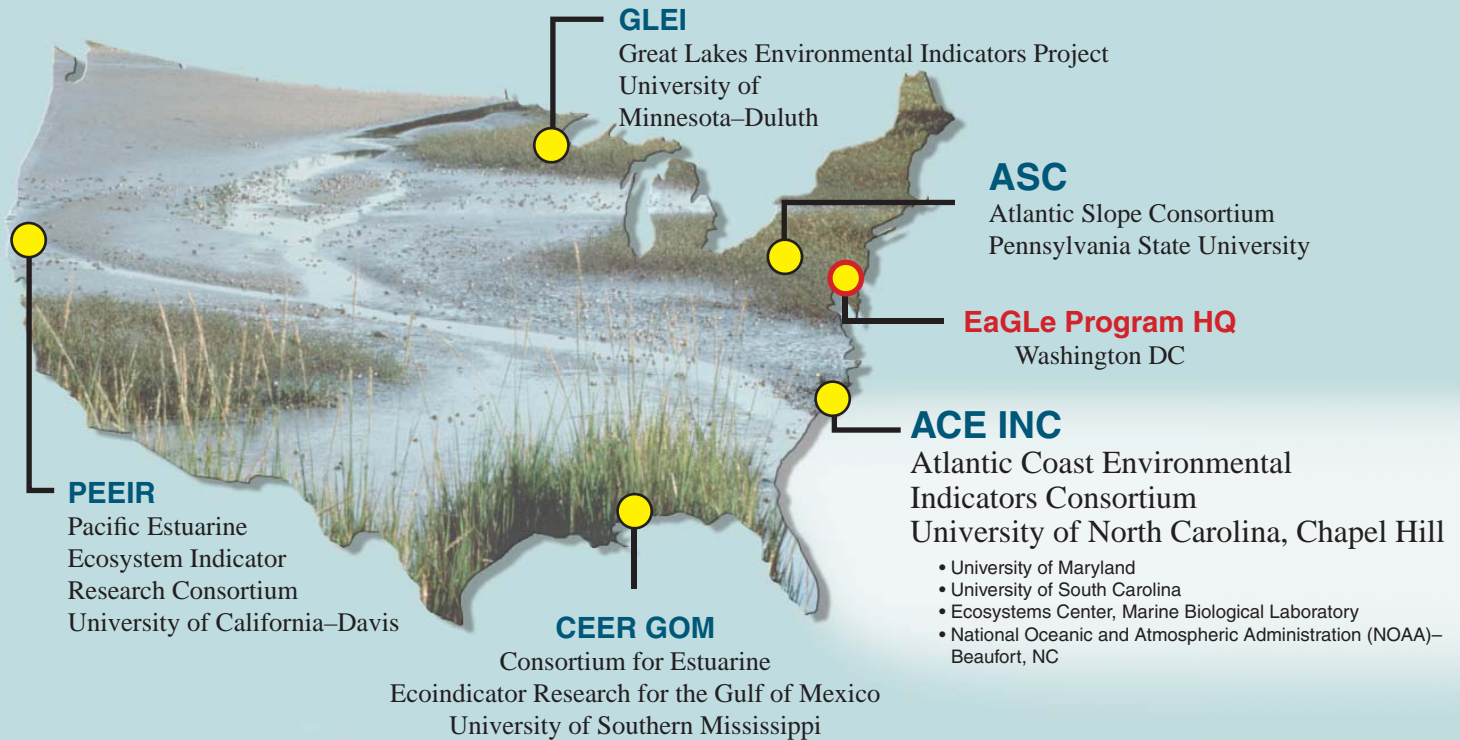 GLEI
Great Lakes Environmental Indicators Project
University of
Minnesota–Duluth
ASC
Atlantic Slope Consortium
Pennsylvania State University
EaGLe Program HQ
Washington DC
ACE INC
Atlantic Coast Environmental
Indicators Consortium
University of North Carolina, Chapel Hill
• University of Maryland
• University of South Carolina
• Ecosystems Center, Marine Biological Laboratory
• National Oceanic and Atmospheric Administration (NOAA)–
Beaufort, NC
PEEIR
Pacific Estuarine
Ecosystem Indicator
Research Consortium
University of California–Davis
CEER GOM
Consortium for Estuarine
Ecoindicator Research for the Gulf of Mexico
University of Southern Mississippi